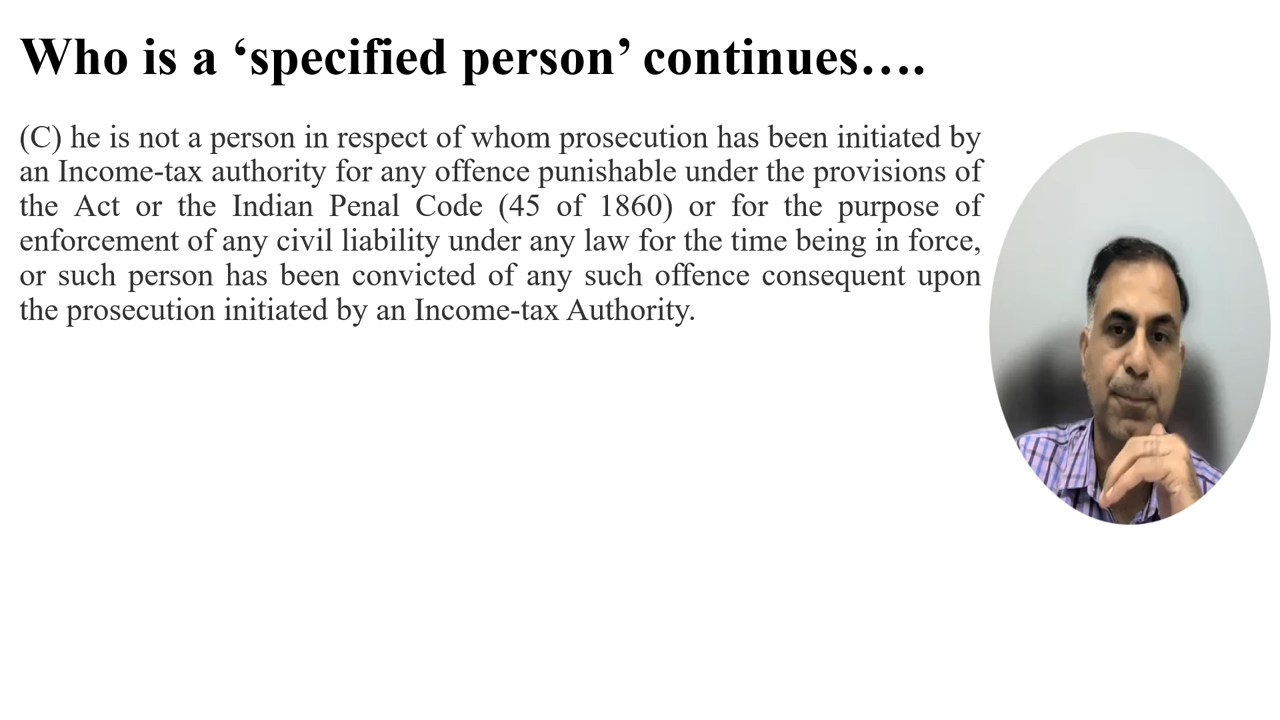 Who is a ‘specified person’ continues….
(C) he is not a person in respect of whom prosecution has been initiated by
an Income-tax authority for any offence punishable under the provisions of
the Act or the Indian Penal Code (45 of 1860) or for the purpose of
enforcement of any civil liability under any law for the time being in force,
or such person has been convicted of any such offence consequent upon
the prosecution initiated by an Income-tax Authority.